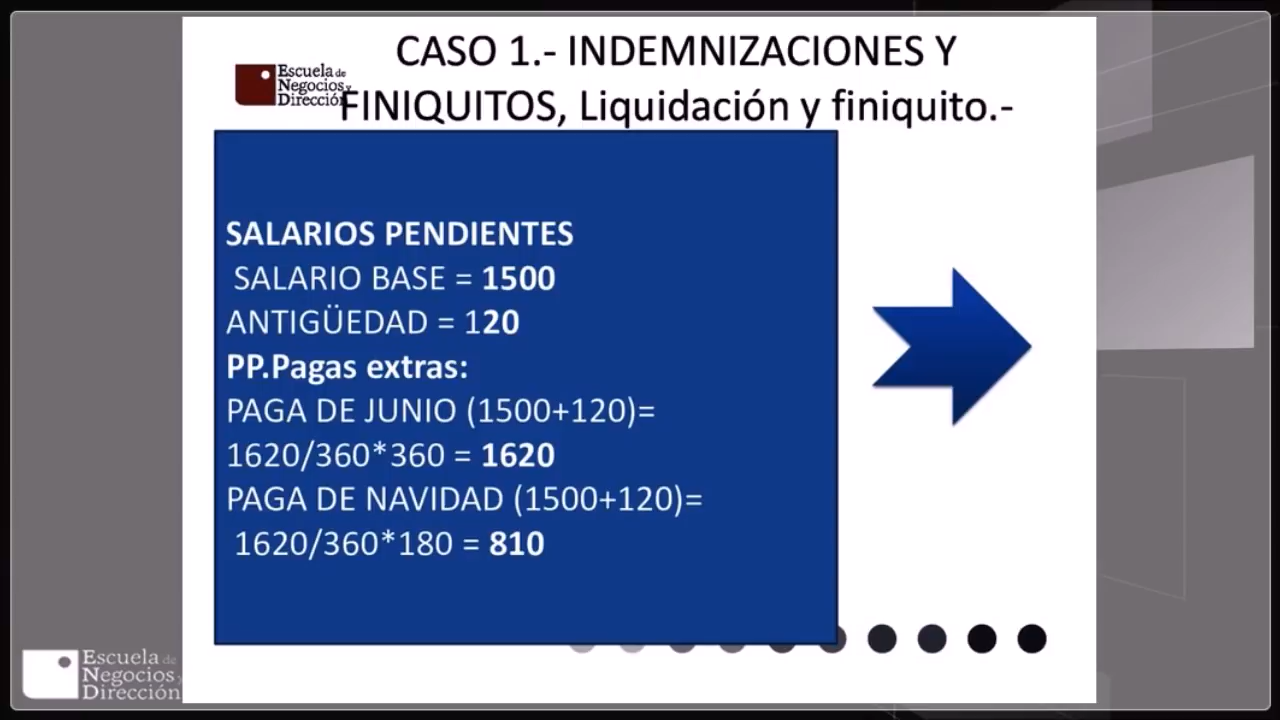 CASO 1.- INDEMNIZACIONES Y
FINIQUITOS, Liquidación y finiquito.-
Escuela de
Negocios y
Dirección
SALARIOS PENDIENTES
SALARIO BASE = 1500
ANTIGÜEDAD = 120
PP.Pagas extras:
PAGA DE JUNIO (1500+120)=
1620/360*360 = 1620
PAGA DE NAVIDAD (1500+120)=
1620/360*180 = 810
Escuela de
Negocios y
Dirección